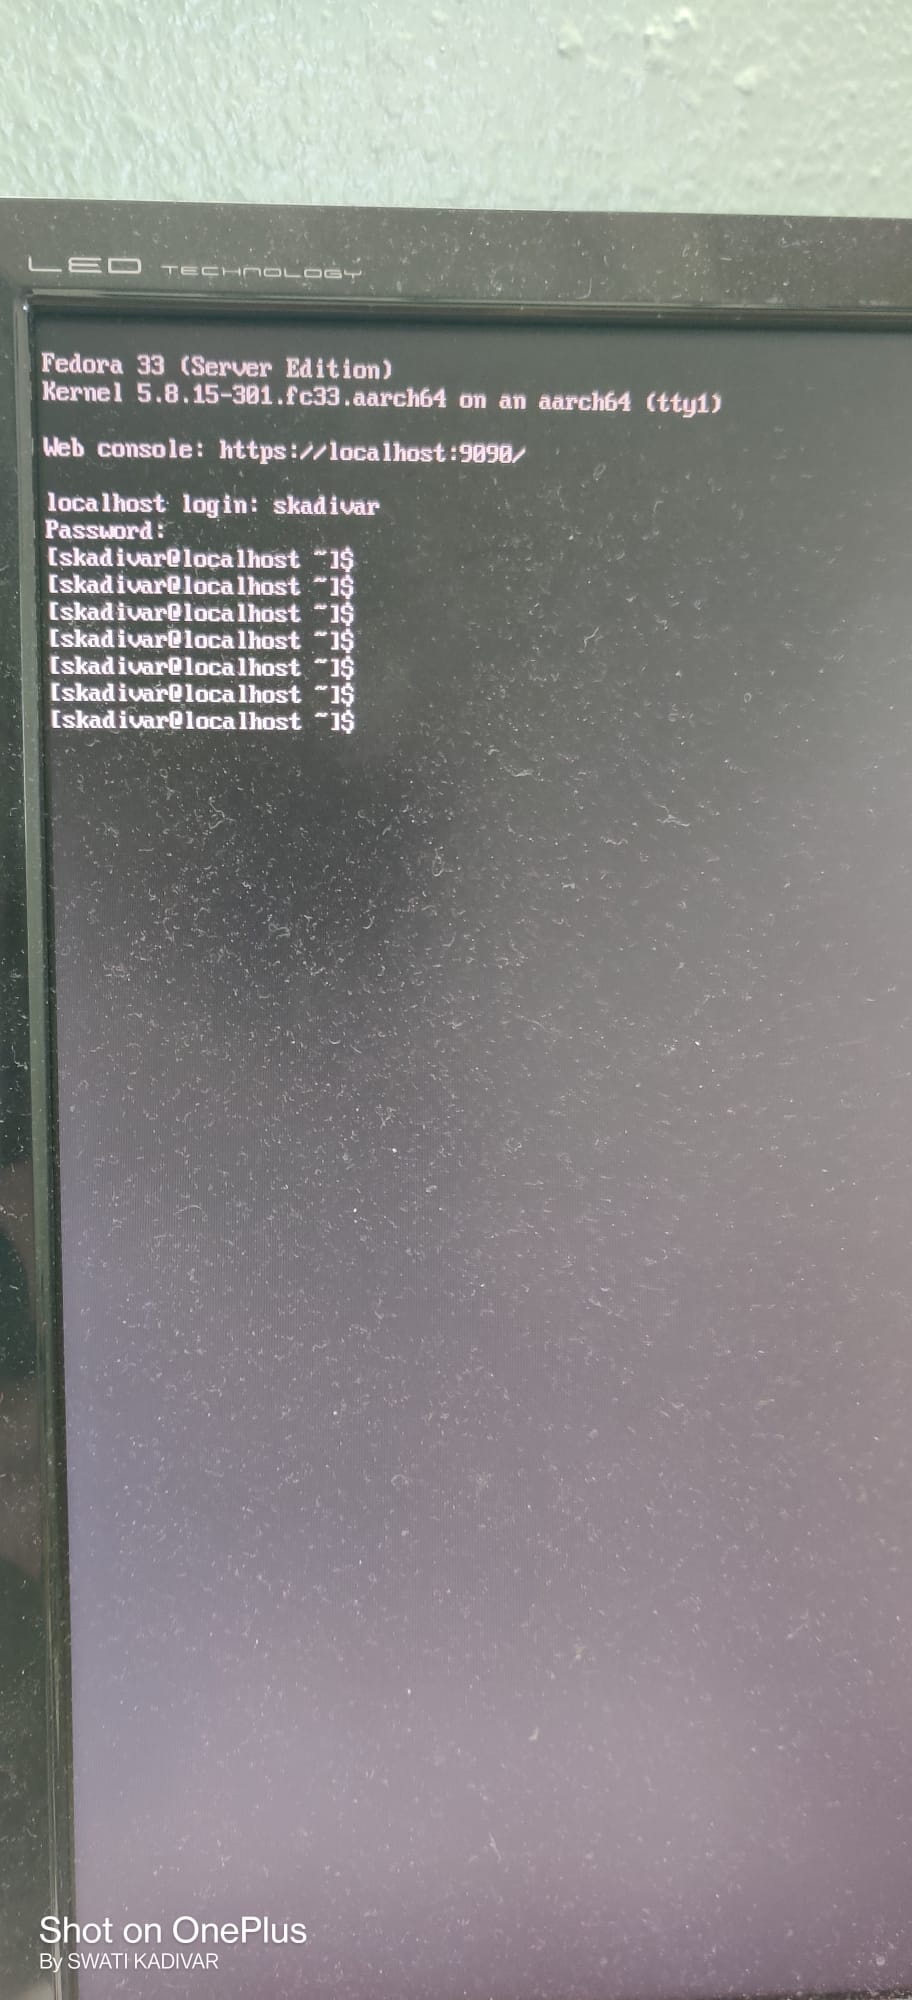 LED TECHNOLOGY
Fedora 33 (Server Edition)
Kernel 5.8.15-301.fc33.aarch64 on an aarch64 (tty1)
Web console: https://localhost:9090/
localhost login: skadivar
Password:
[skadivar@localhost ~]$
[skadivar@localhost ~]$
[skadivar@localhost ~]$
[skadivar@localhost ~]$
[skadivar@localhost ~]$
[skadivar@localhost ~]$
[skadivar@localhost ~]$
Shot on OnePlus
By SWATI KADIVAR